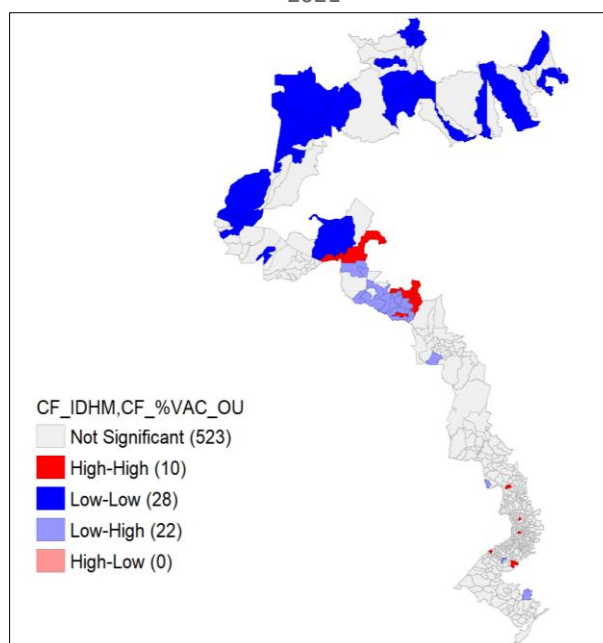 CF_IDHM,CF_%VAC_OU
Not Significant (523)
High-High (10)
Low-Low (28)
Low-High (22)
High-Low (0)